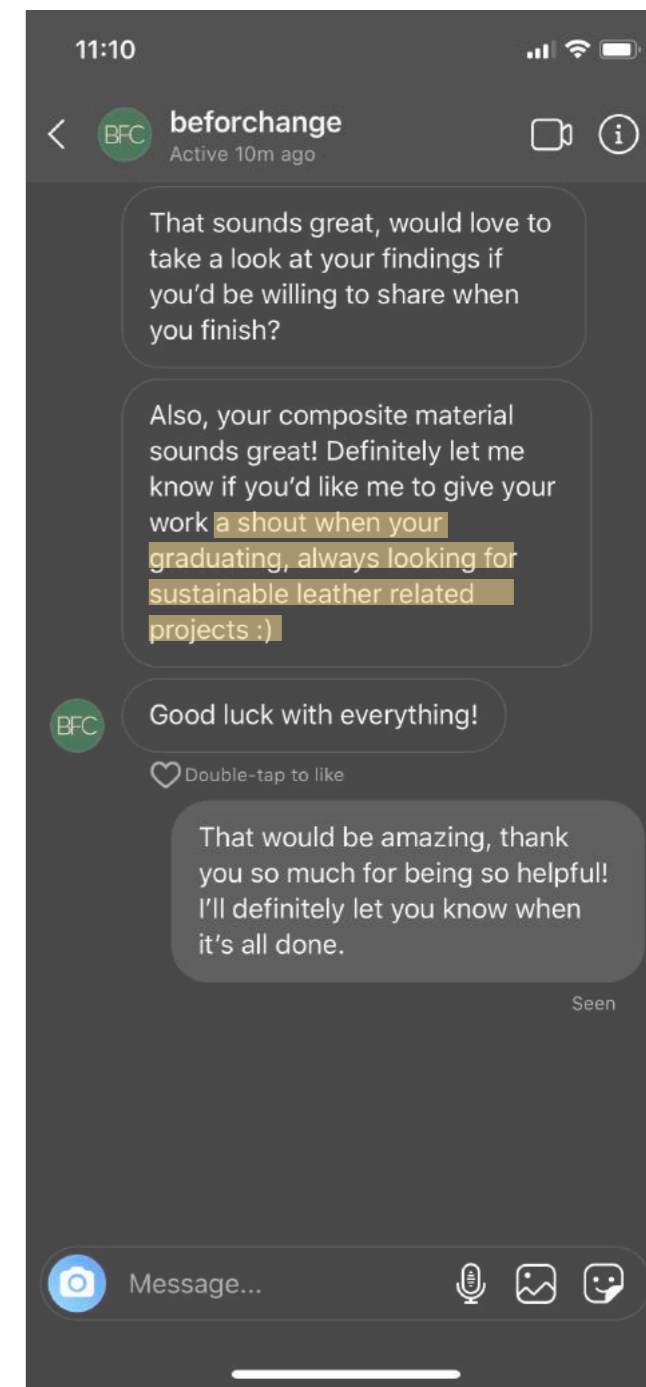 11:10
BFC
beforchange
Active 10m ago
That sounds great, would love to
take a look at your findings if
you’d be willing to share when
you finish?
Also, your composite material
sounds great! Definitely let me
know if you’d like me to give your
work a shout when your
graduating, always looking for
sustainable leather related
projects :)
BFC
Good luck with everything!
Double-tap to like
That would be amazing, thank
you so much for being so helpful!
I’ll definitely let you know when
it’s all done.
Seen
Message...